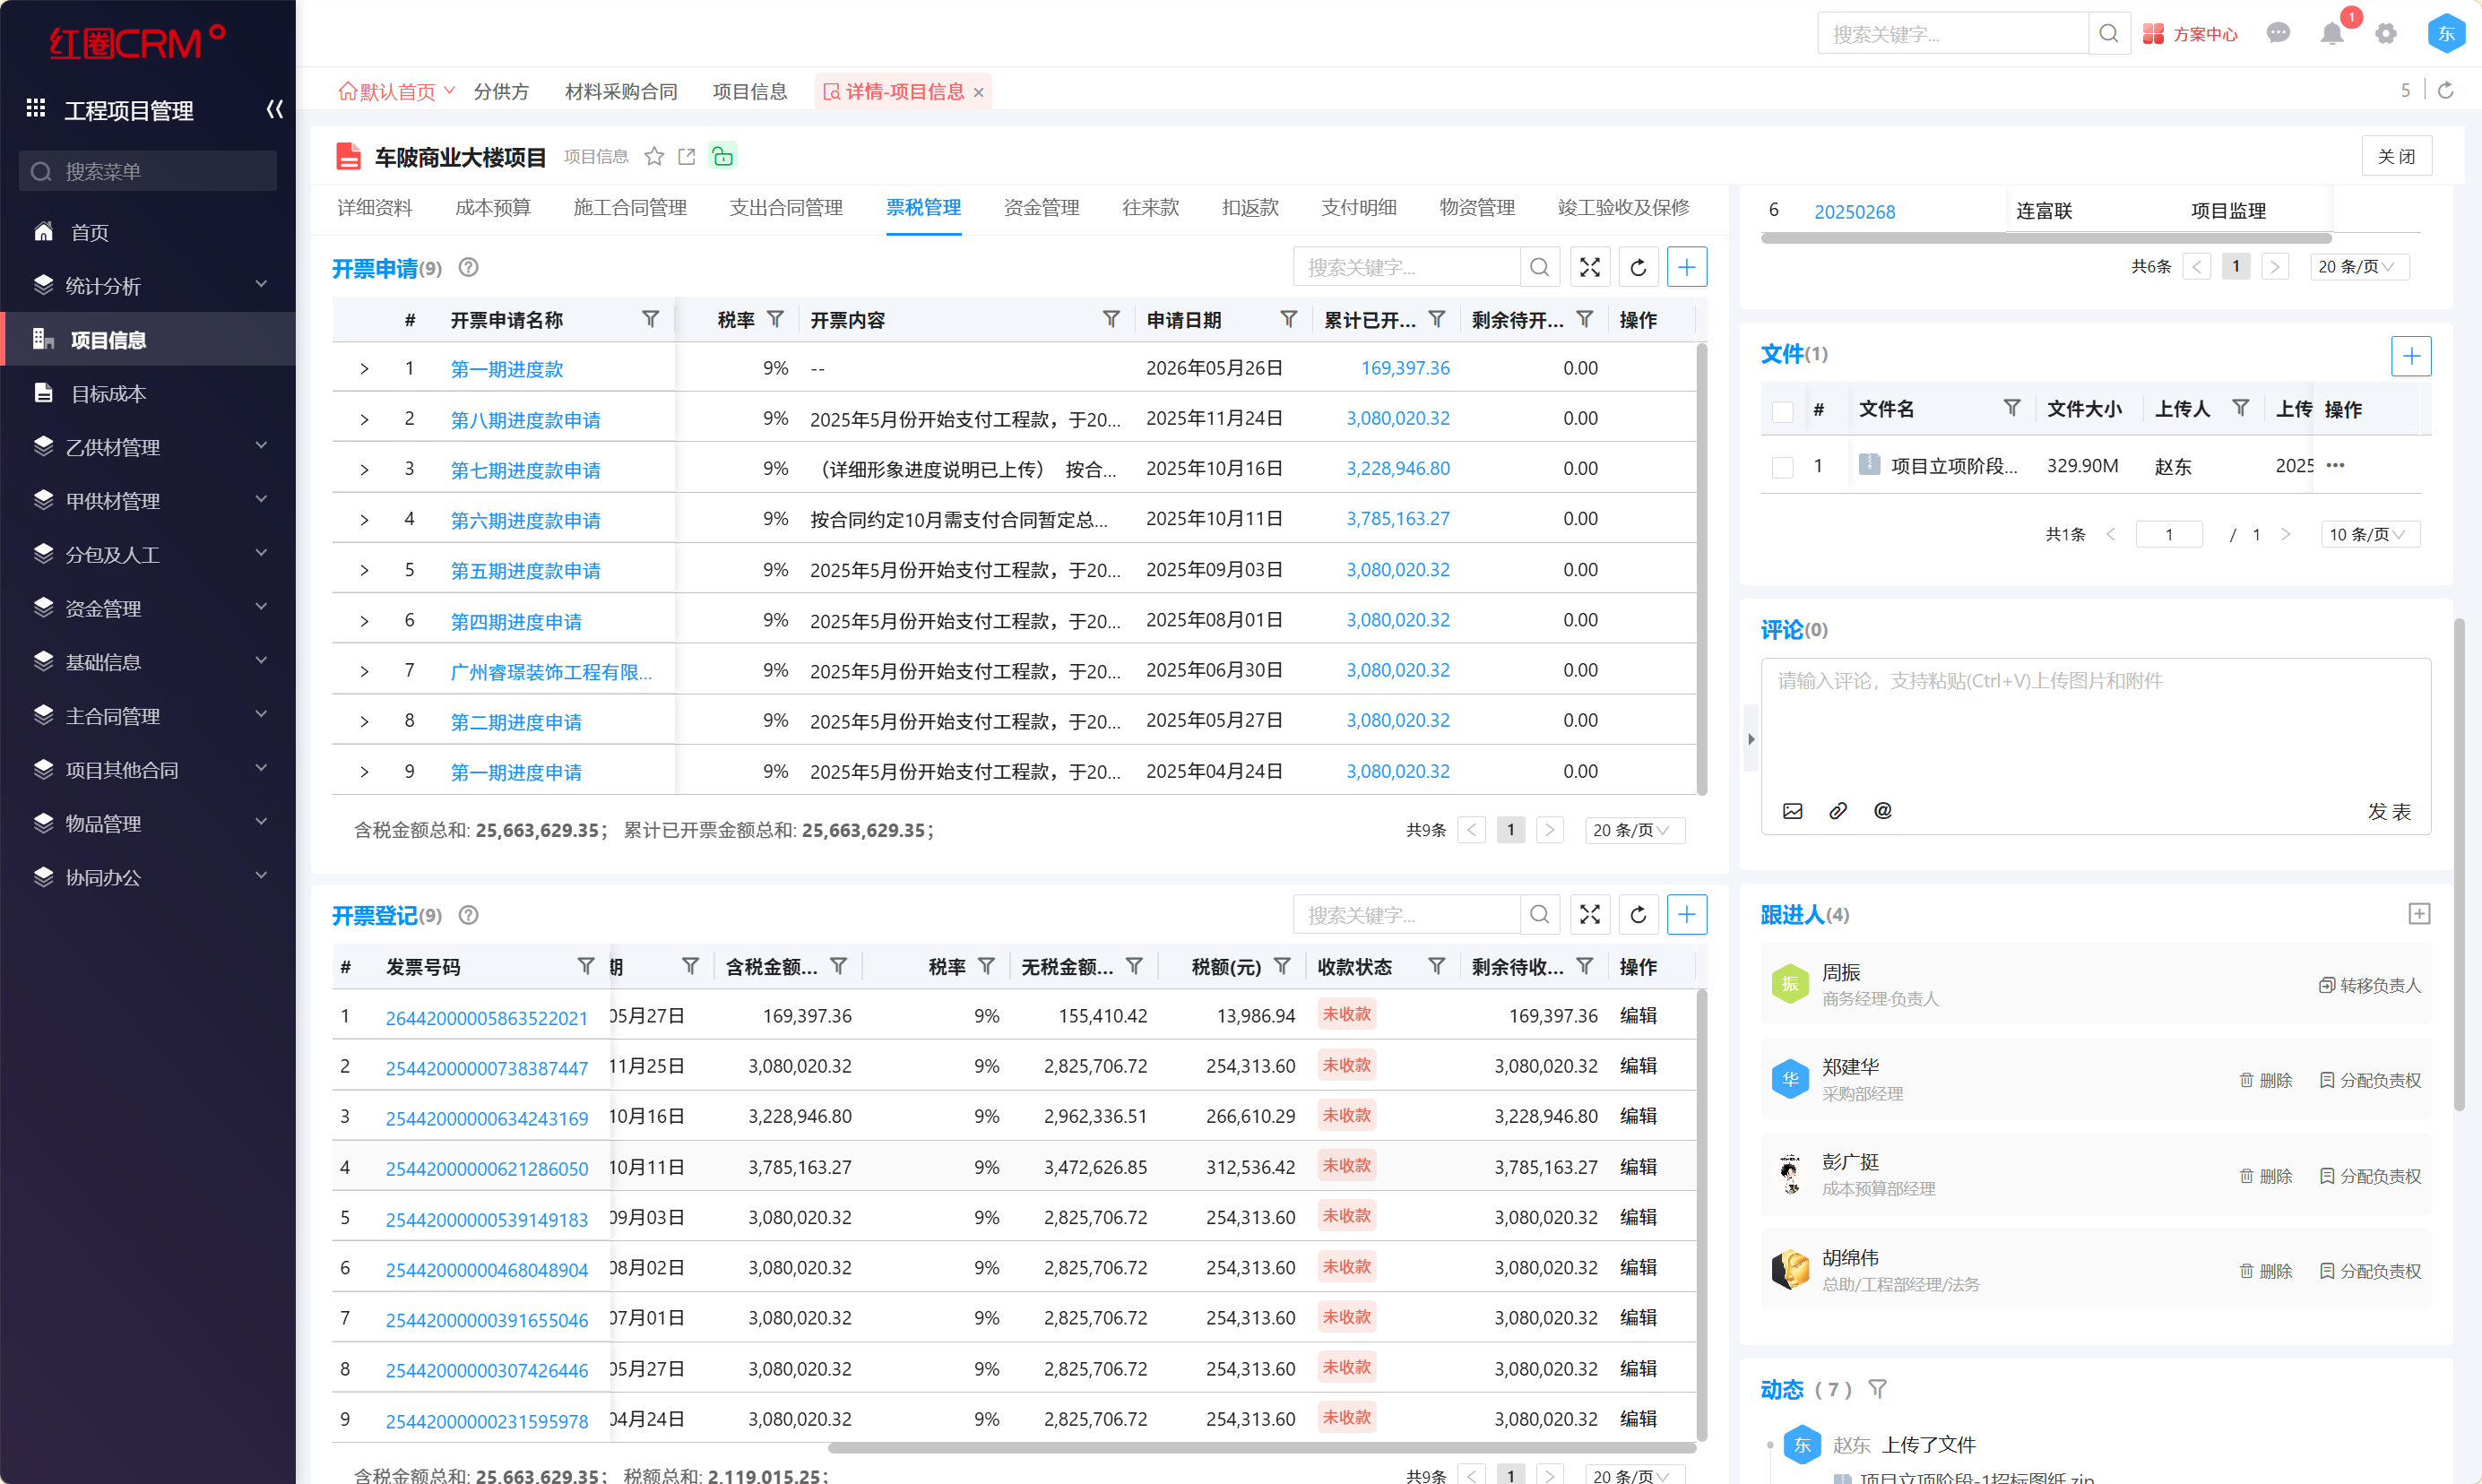 红圈CRM
工程项目管理
搜索菜单
首页
统计分析
项目信息
目标成本
乙供材管理
甲供材管理
分包及人工
资金管理
基础信息
主合同管理
项目其他合同
物品管理
协同办公
搜索关键字... 方案中心 1 东
默认首页 分供方 材料采购合同 项目信息 详情-项目信息 5
车陂商业大楼项目 项目信息 关闭
详细资料 成本预算 施工合同管理 支出合同管理 票税管理 资金管理 往来款 扣返款 支付明细 物资管理 竣工验收及保修
开票申请(9) 搜索关键字...
# 开票申请名称 税率 开票内容 申请日期 累计已开... 剩余待开... 操作
1 第一期进度款 9% -- 2026年05月26日 169,397.36 0.00
2 第八期进度款申请 9% 2025年5月份开始支付工程款，于20... 2025年11月24日 3,080,020.32 0.00
3 第七期进度款申请 9% （详细形象进度说明已上传） 按合... 2025年10月16日 3,228,946.80 0.00
4 第六期进度款申请 9% 按合同约定10月需支付合同暂定总... 2025年10月11日 3,785,163.27 0.00
5 第五期进度款申请 9% 2025年5月份开始支付工程款，于20... 2025年09月03日 3,080,020.32 0.00
6 第四期进度申请 9% 2025年5月份开始支付工程款，于20... 2025年08月01日 3,080,020.32 0.00
7 广州睿璟装饰工程有限... 9% 2025年5月份开始支付工程款，于20... 2025年06月30日 3,080,020.32 0.00
8 第二期进度申请 9% 2025年5月份开始支付工程款，于20... 2025年05月27日 3,080,020.32 0.00
9 第一期进度申请 9% 2025年5月份开始支付工程款，于20... 2025年04月24日 3,080,020.32 0.00
含税金额总和: 25,663,629.35； 累计已开票金额总和: 25,663,629.35； 共9条 1 20 条/页
开票登记(9) 搜索关键字...
# 发票号码 期 含税金额... 税率 无税金额... 税额(元) 收款状态 剩余待收... 操作
1 26442000005863522021 05月27日 169,397.36 9% 155,410.42 13,986.94 未收款 169,397.36 编辑
2 25442000000738387447 11月25日 3,080,020.32 9% 2,825,706.72 254,313.60 未收款 3,080,020.32 编辑
3 25442000000634243169 10月16日 3,228,946.80 9% 2,962,336.51 266,610.29 未收款 3,228,946.80 编辑
4 25442000000621286050 10月11日 3,785,163.27 9% 3,472,626.85 312,536.42 未收款 3,785,163.27 编辑
5 25442000000539149183 09月03日 3,080,020.32 9% 2,825,706.72 254,313.60 未收款 3,080,020.32 编辑
6 25442000000468048904 08月02日 3,080,020.32 9% 2,825,706.72 254,313.60 未收款 3,080,020.32 编辑
7 25442000000391655046 07月01日 3,080,020.32 9% 2,825,706.72 254,313.60 未收款 3,080,020.32 编辑
8 25442000000307426446 05月27日 3,080,020.32 9% 2,825,706.72 254,313.60 未收款 3,080,020.32 编辑
9 25442000000231595978 04月24日 3,080,020.32 9% 2,825,706.72 254,313.60 未收款 3,080,020.32 编辑
含税金额总和: 25,663,629.35； 税额总和: 2,119,015.25； 共9条 1 20 条/页
6 20250268 连富联 项目监理
共6条 1 20 条/页
文件(1)
# 文件名 文件大小 上传人 上传 操作
1 项目立项阶段... 329.90M 赵东 2025 •••
共1条 1 / 1 10 条/页
评论(0)
请输入评论，支持粘贴(Ctrl+V)上传图片和附件
发表
跟进人(4)
振 周振 转移负责人
商务经理·负责人
华 郑建华 删除 分配负责权
采购部经理
彭广挺 删除 分配负责权
成本预算部经理
胡绵伟 删除 分配负责权
总助/工程部经理/法务
动态 ( 7 )
东 赵东 上传了文件
项目立项阶段-1招标图纸.zip